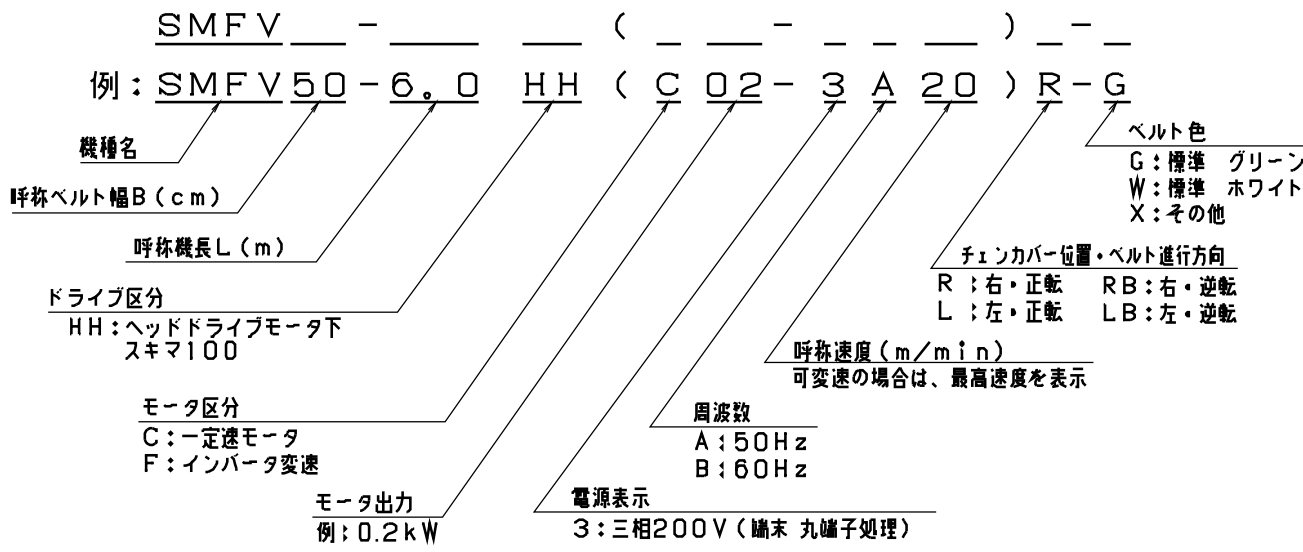 SMFV - ( - ) -
例：SMFV50-6.0 HH（C02-3A20）R-G
機種名
呼称ベルト幅B（cm）
呼称機長L（m）
ドライブ区分
HH：ヘッドドライブモータ下
スキマ100
モータ区分
C：一定速モータ
F：インバータ変速
モータ出力
例：0.2kW
電源表示
3：三相200V（端末 丸端子処理）
周波数
A：50Hz
B：60Hz
呼称速度（m/min）
可変速の場合は、最高速度を表示
チェンカバー位置・ベルト進行方向
R ：右・正転 RB：右・逆転
L ：左・正転 LB：左・逆転
ベルト色
G：標準 グリーン
W：標準 ホワイト
X：その他